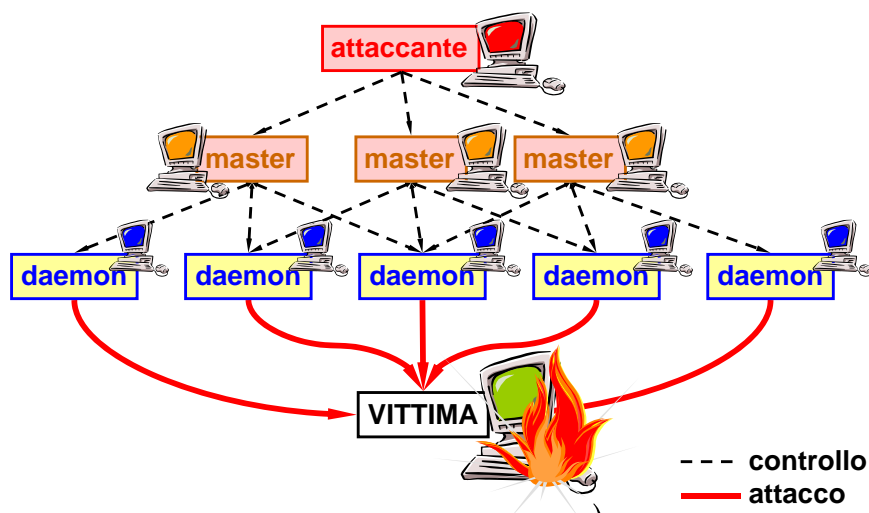 attaccante
master master master
daemon daemon daemon daemon daemon
VITTIMA
controllo
attacco